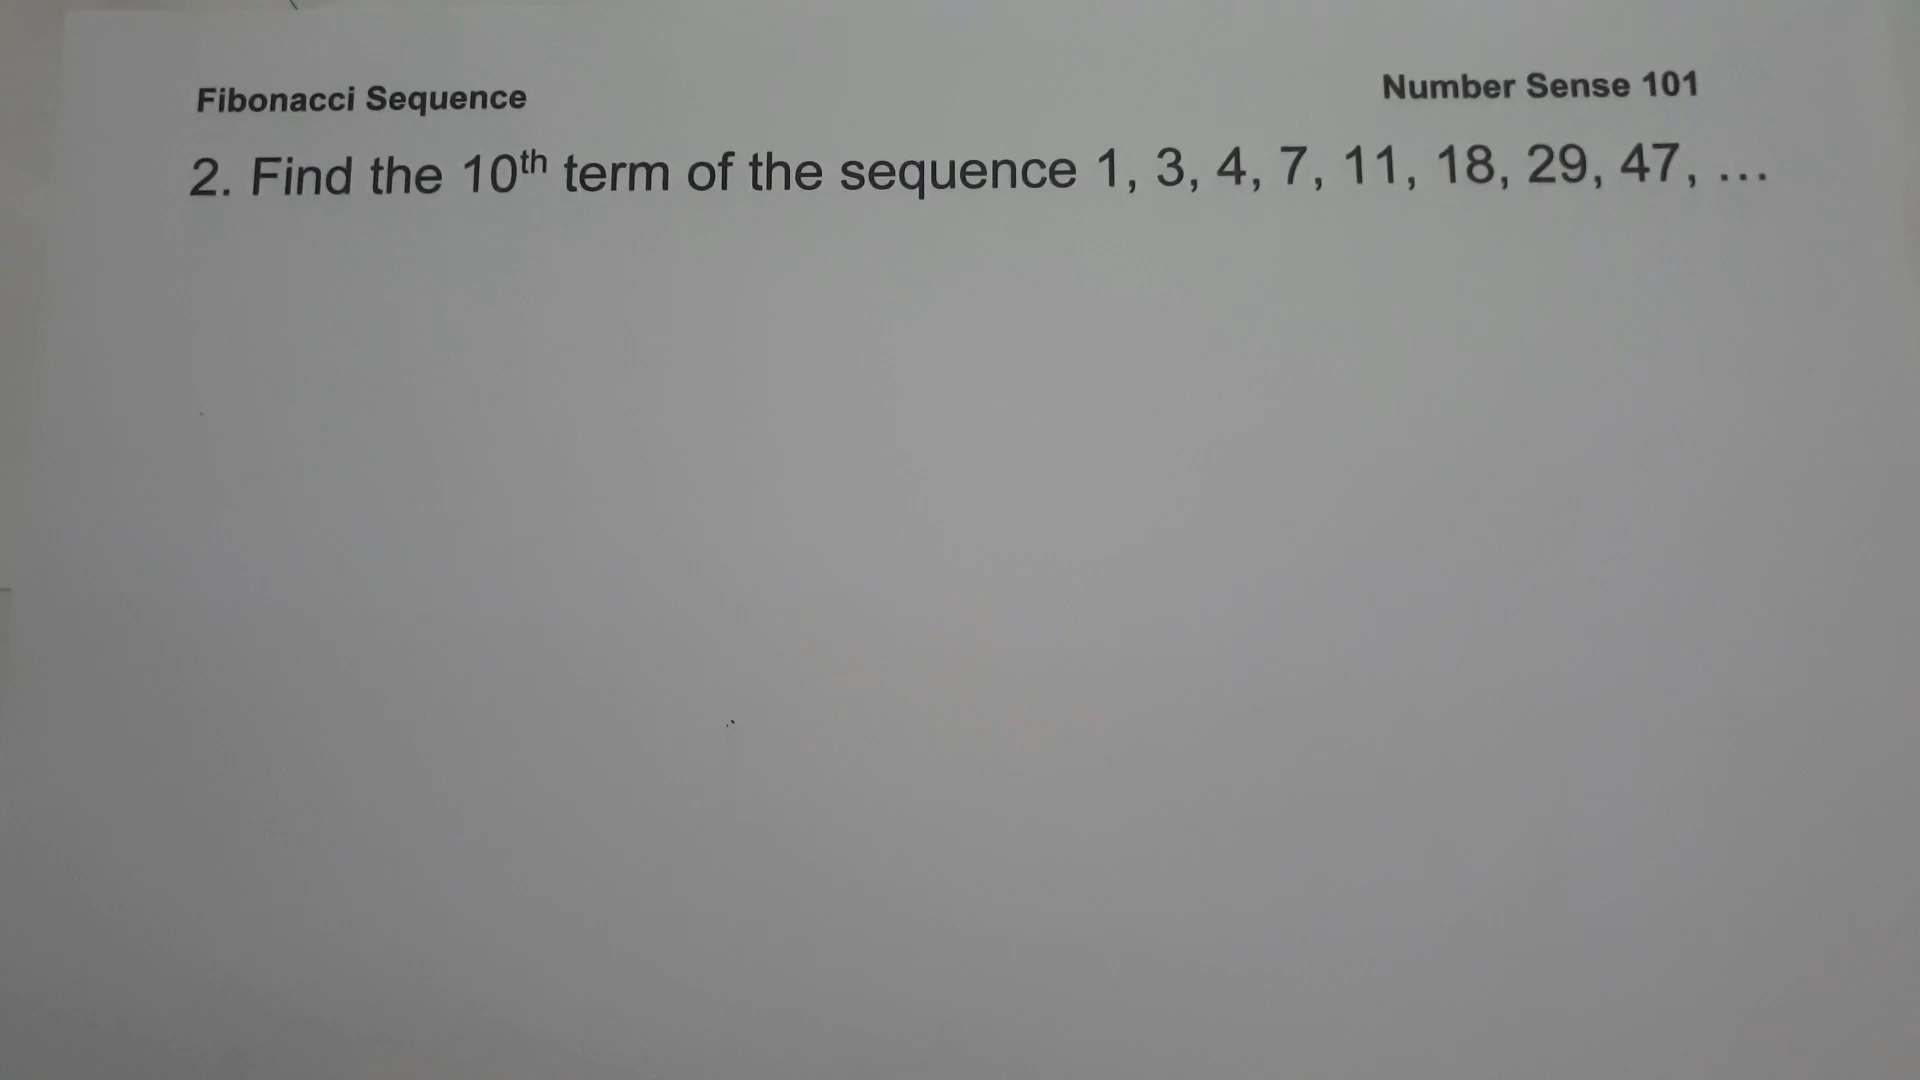 Fibonacci Sequence
Number Sense 101
2. Find the 10th term of the sequence 1, 3, 4, 7, 11, 18, 29, 47, ...